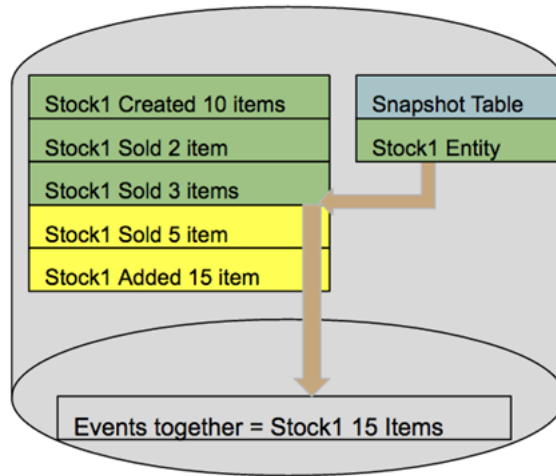 Stock1 Created 10 items
Stock1 Sold 2 item
Stock1 Sold 3 items
Stock1 Sold 5 item
Stock1 Added 15 item
Snapshot Table
Stock1 Entity
Events together = Stock1 15 Items